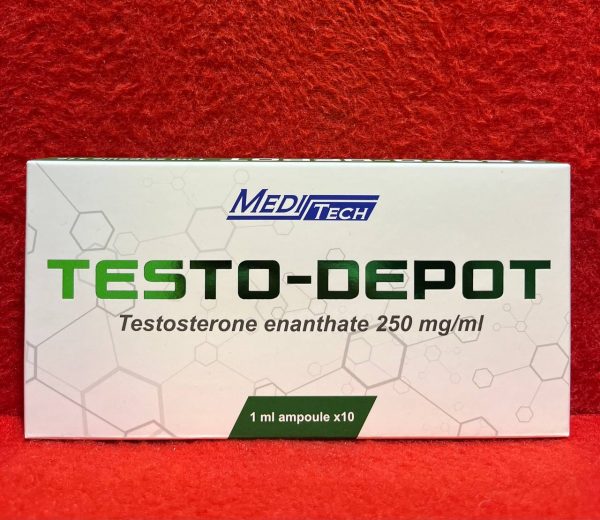 MEDITECH
TESTO-DEPOT
Testosterone enanthate 250 mg/ml
1 ml ampoule x10